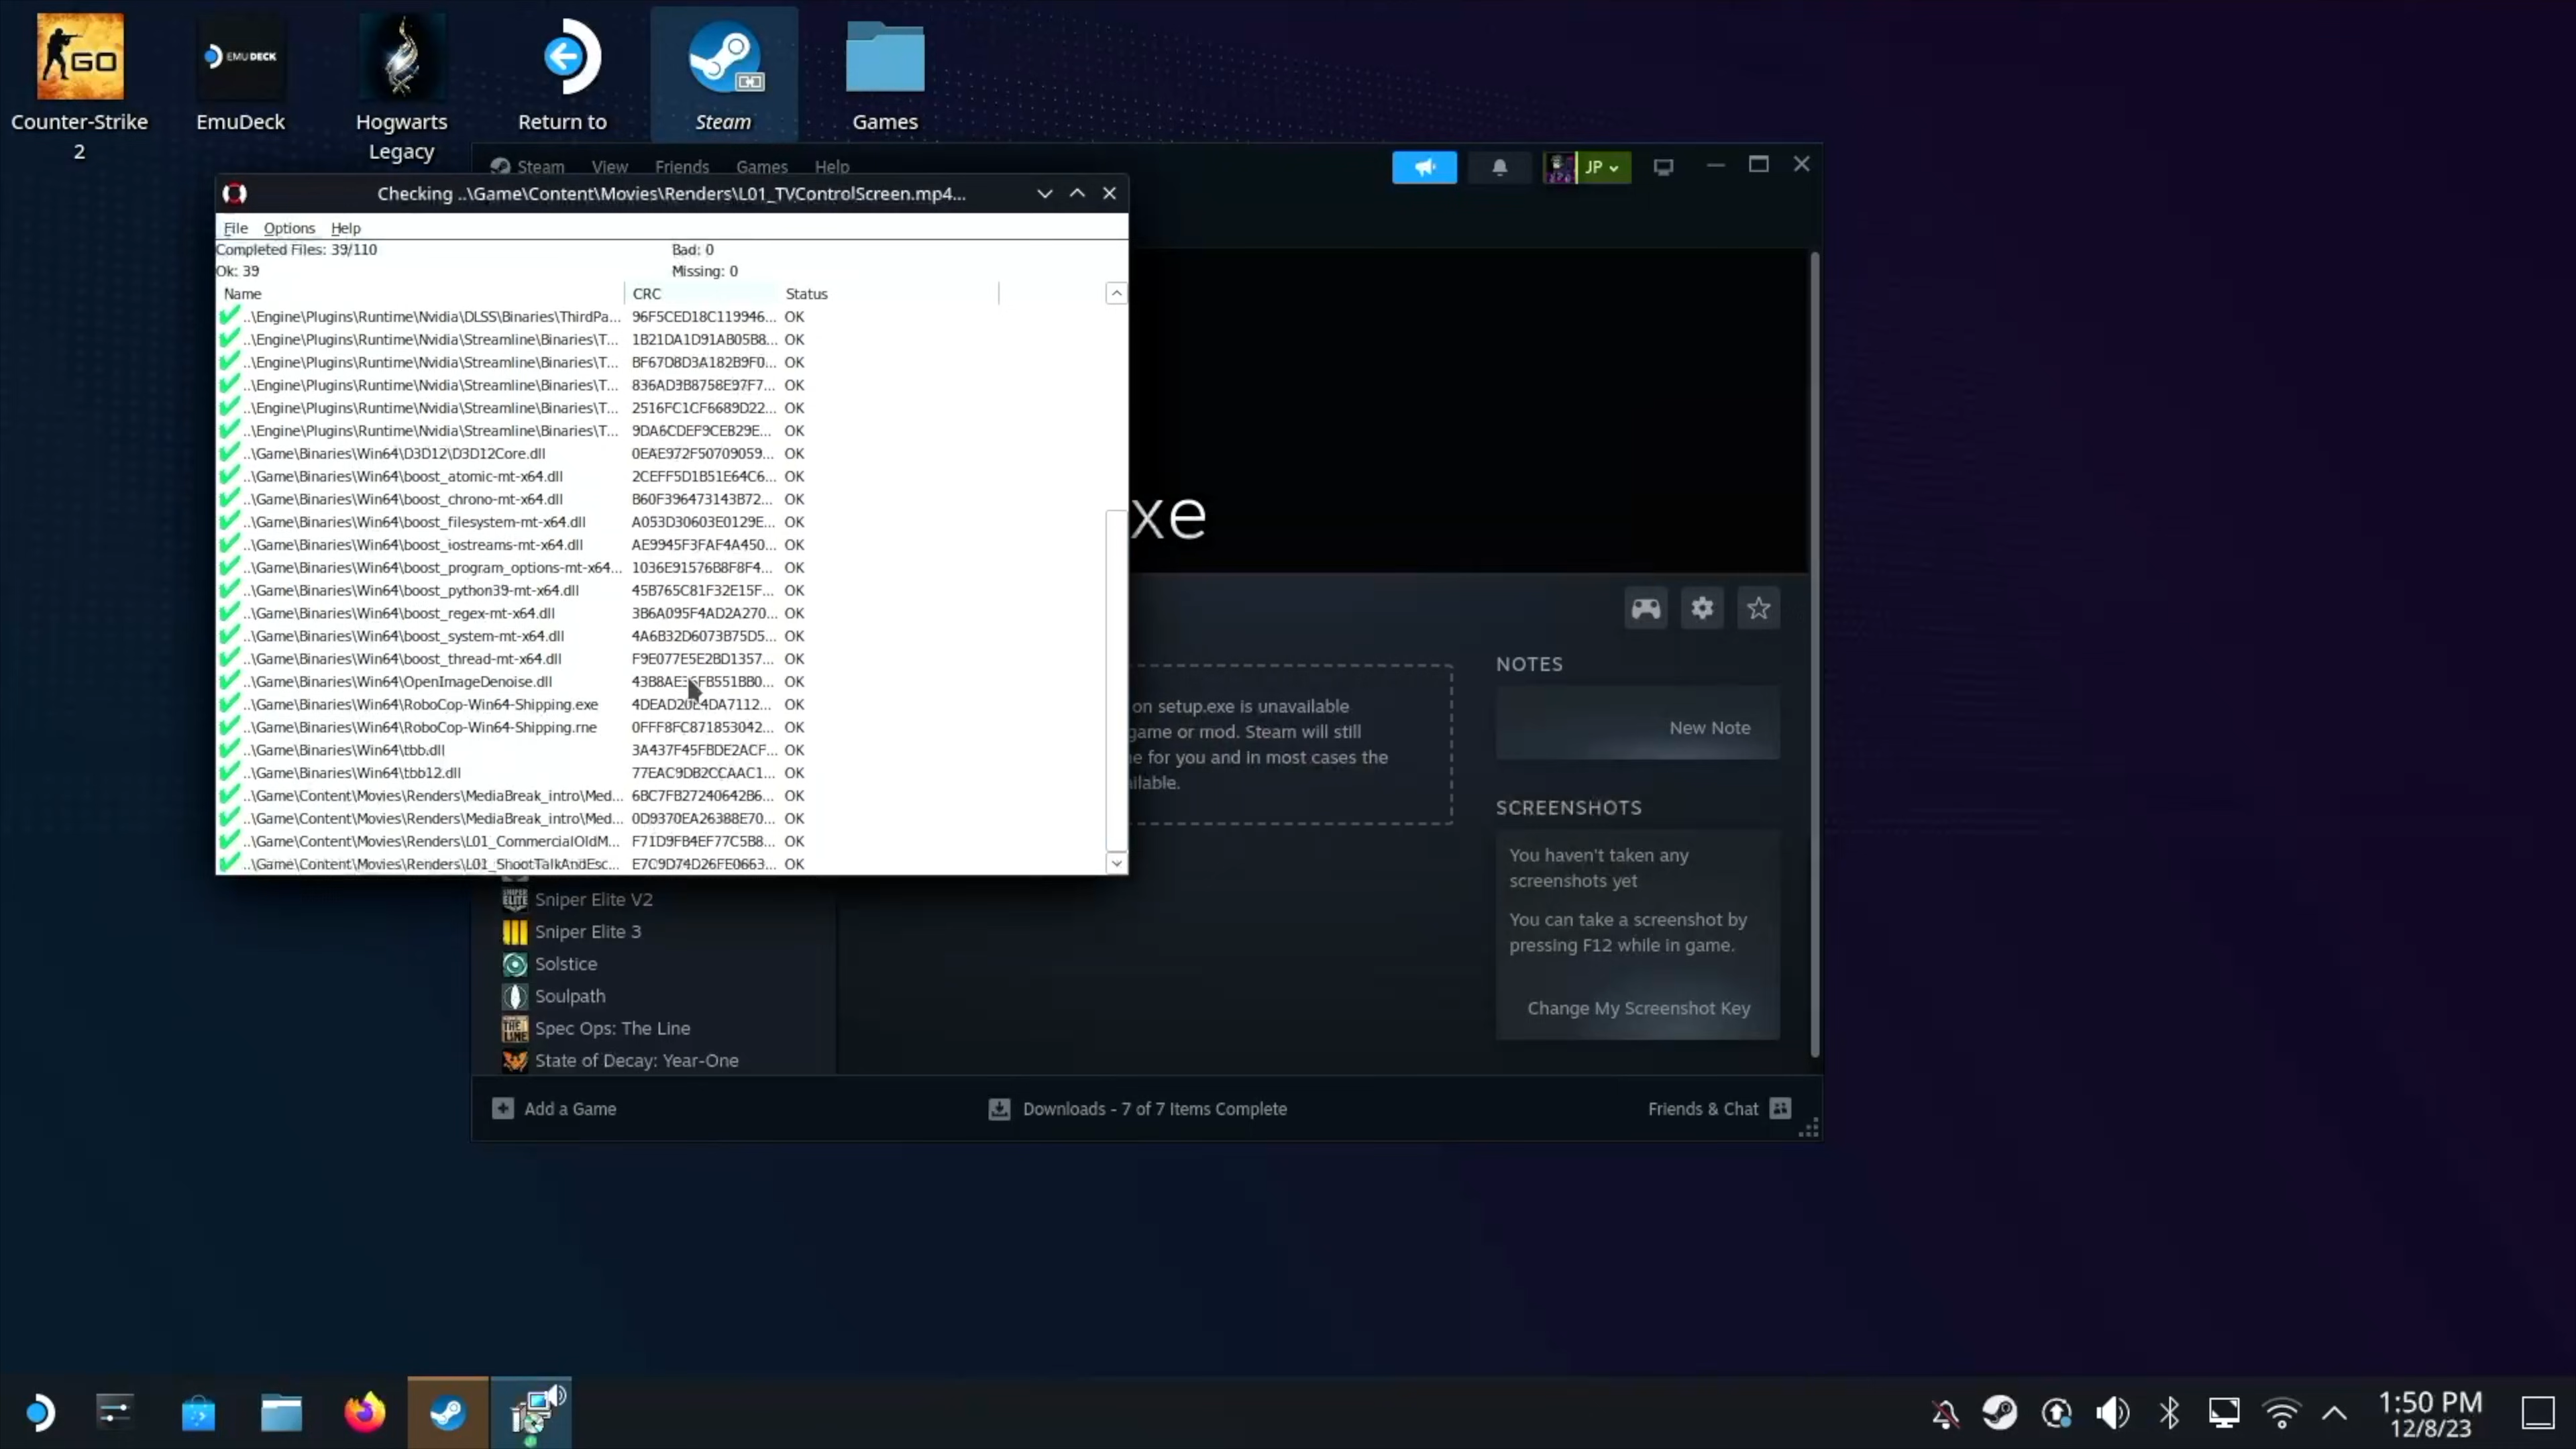 GO
EMUDECK
Counter-Strike
2
EmuDeck
Hogwarts
Legacy
Return to
Steam
Games
Steam View Friends Games Help
JP
Checking ..\Game\Content\Movies\Renders\L01_TVControlScreen.mp4...
File Options Help
Completed Files: 39/110
Bad: 0
Ok: 39
Missing: 0
Name CRC Status
..\Engine\Plugins\Runtime\Nvidia\DLSS\Binaries\ThirdPa... 96F5CED18C119946... OK
..\Engine\Plugins\Runtime\Nvidia\Streamline\Binaries\T... 1B21DA1D91AB05B8... OK
..\Engine\Plugins\Runtime\Nvidia\Streamline\Binaries\T... BF67D8D3A182B9F0... OK
..\Engine\Plugins\Runtime\Nvidia\Streamline\Binaries\T... 836AD3B8758E97F7... OK
..\Engine\Plugins\Runtime\Nvidia\Streamline\Binaries\T... 2516FC1CF6689D22... OK
..\Engine\Plugins\Runtime\Nvidia\Streamline\Binaries\T... 9DA6CDEF9CEB29E... OK
..\Game\Binaries\Win64\D3D12\D3D12Core.dll 0EAE972F50709059... OK
..\Game\Binaries\Win64\boost_atomic-mt-x64.dll 2CEFF5D1B51E64C6... OK
..\Game\Binaries\Win64\boost_chrono-mt-x64.dll B60F396473143B72... OK
..\Game\Binaries\Win64\boost_filesystem-mt-x64.dll A053D30603E0129E... OK
..\Game\Binaries\Win64\boost_iostreams-mt-x64.dll AE9945F3FAF4A450... OK
..\Game\Binaries\Win64\boost_program_options-mt-x64... 1036E91576B8F8F4... OK
..\Game\Binaries\Win64\boost_python39-mt-x64.dll 45B765C81F32E15F... OK
..\Game\Binaries\Win64\boost_regex-mt-x64.dll 3B6A095F4AD2A270... OK
..\Game\Binaries\Win64\boost_system-mt-x64.dll 4A6B32D6073B75D5... OK
..\Game\Binaries\Win64\boost_thread-mt-x64.dll F9E077E5E2BD1357... OK
..\Game\Binaries\Win64\OpenImageDenoise.dll OK
..\Game\Binaries\Win64\RoboCop-Win64-Shipping.exe OK
..\Game\Binaries\Win64\RoboCop-Win64-Shipping.rne 0FFF8FC871853042... OK
..\Game\Binaries\Win64\tbb.dll 3A437F45FBDE2ACF... OK
..\Game\Binaries\Win64\tbb12.dll 77EAC9DB2CCAAC1... OK
..\Game\Content\Movies\Renders\MediaBreak_intro\Med... 6BC7FB27240642B6... OK
..\Game\Content\Movies\Renders\MediaBreak_intro\Med... 0D9370EA26388E70... OK
..\Game\Content\Movies\Renders\L01_CommercialOldM... F71D9FB4EF77C5B8... OK
..\Game\Content\Movies\Renders\L01_ShootTalkAndEsc... E7C9D74D26FE0663... OK
xe
on setup.exe is unavailable
game or mod. Steam will still
e for you and in most cases the
ilable.
NOTES
New Note
SCREENSHOTS
You haven't taken any
screenshots yet
You can take a screenshot by
pressing F12 while in game.
Change My Screenshot Key
Sniper Elite V2
Sniper Elite 3
Solstice
Soulpath
Spec Ops: The Line
State of Decay: Year-One
Add a Game
Downloads - 7 of 7 Items Complete
Friends & Chat
1:50 PM
12/8/23